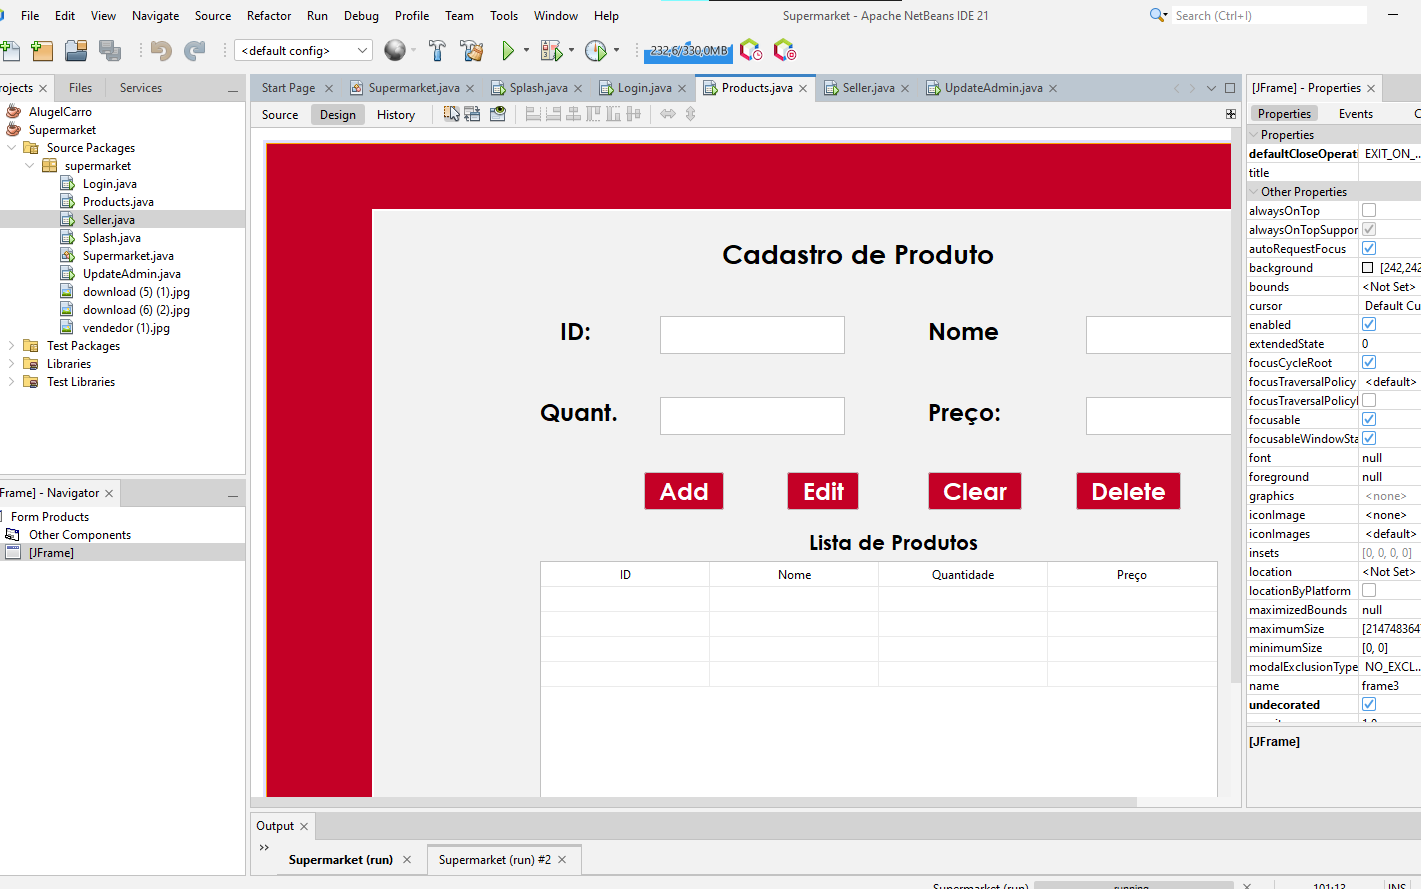 File Edit View Navigate Source Refactor Run Debug Profile Team Tools Window Help
Supermarket - Apache NetBeans IDE 21
Search (Ctrl+I)
<default config>
232,6/330,0MB
rojects
Files
Services
AlugelCarro
Supermarket
Source Packages
supermarket
Login.java
Products.java
Seller.java
Splash.java
Supermarket.java
UpdateAdmin.java
download (5) (1).jpg
download (6) (2).jpg
vendedor (1).jpg
Test Packages
Libraries
Test Libraries
Frame] - Navigator
Form Products
Other Components
[JFrame]
Start Page
Supermarket.java
Splash.java
Login.java
Products.java
Seller.java
UpdateAdmin.java
Source Design History
Cadastro de Produto
ID:
Nome
Quant.
Preço:
Add Edit Clear Delete
Lista de Produtos
ID Nome Quantidade Preço
Output
Supermarket (run)
Supermarket (run) #2
[JFrame] - Properties
Properties Events C
Properties
defaultCloseOperati EXIT_ON_...
title
Other Properties
alwaysOnTop
alwaysOnTopSuppor
autoRequestFocus
background [242,242
bounds <Not Set>
cursor Default Cu
enabled
extendedState 0
focusCycleRoot
focusTraversalPolicy <default>
focusTraversalPolicyI
focusable
focusableWindowSta
font null
foreground null
graphics <none>
iconImage <none>
iconImages <default>
insets [0, 0, 0, 0]
location <Not Set>
locationByPlatform
maximizedBounds null
maximumSize [214748364
minimumSize [0, 0]
modalExclusionType NO_EXCL...
name frame3
undecorated
[JFrame]
Supermarket (run) running 101:13 INS